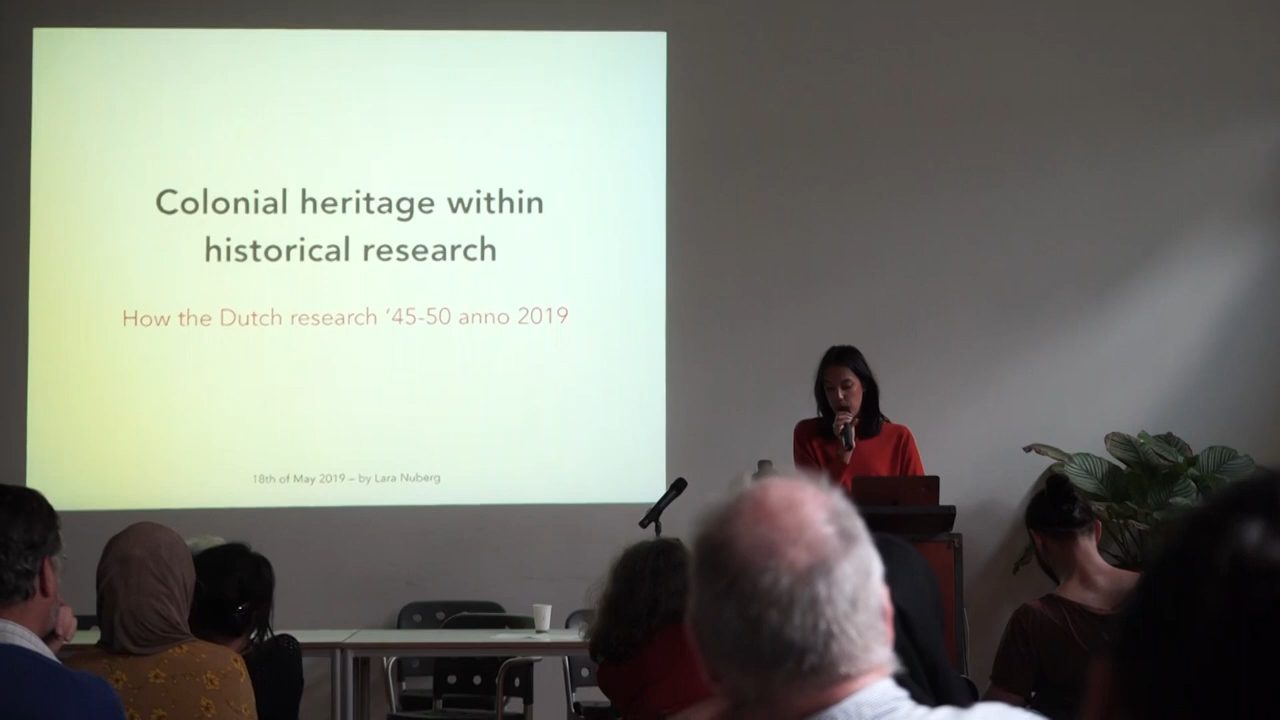 Colonial heritage within
historical research
How the Dutch research ‘45-50 anno 2019
18th of May 2019 – by Lara Nuberg